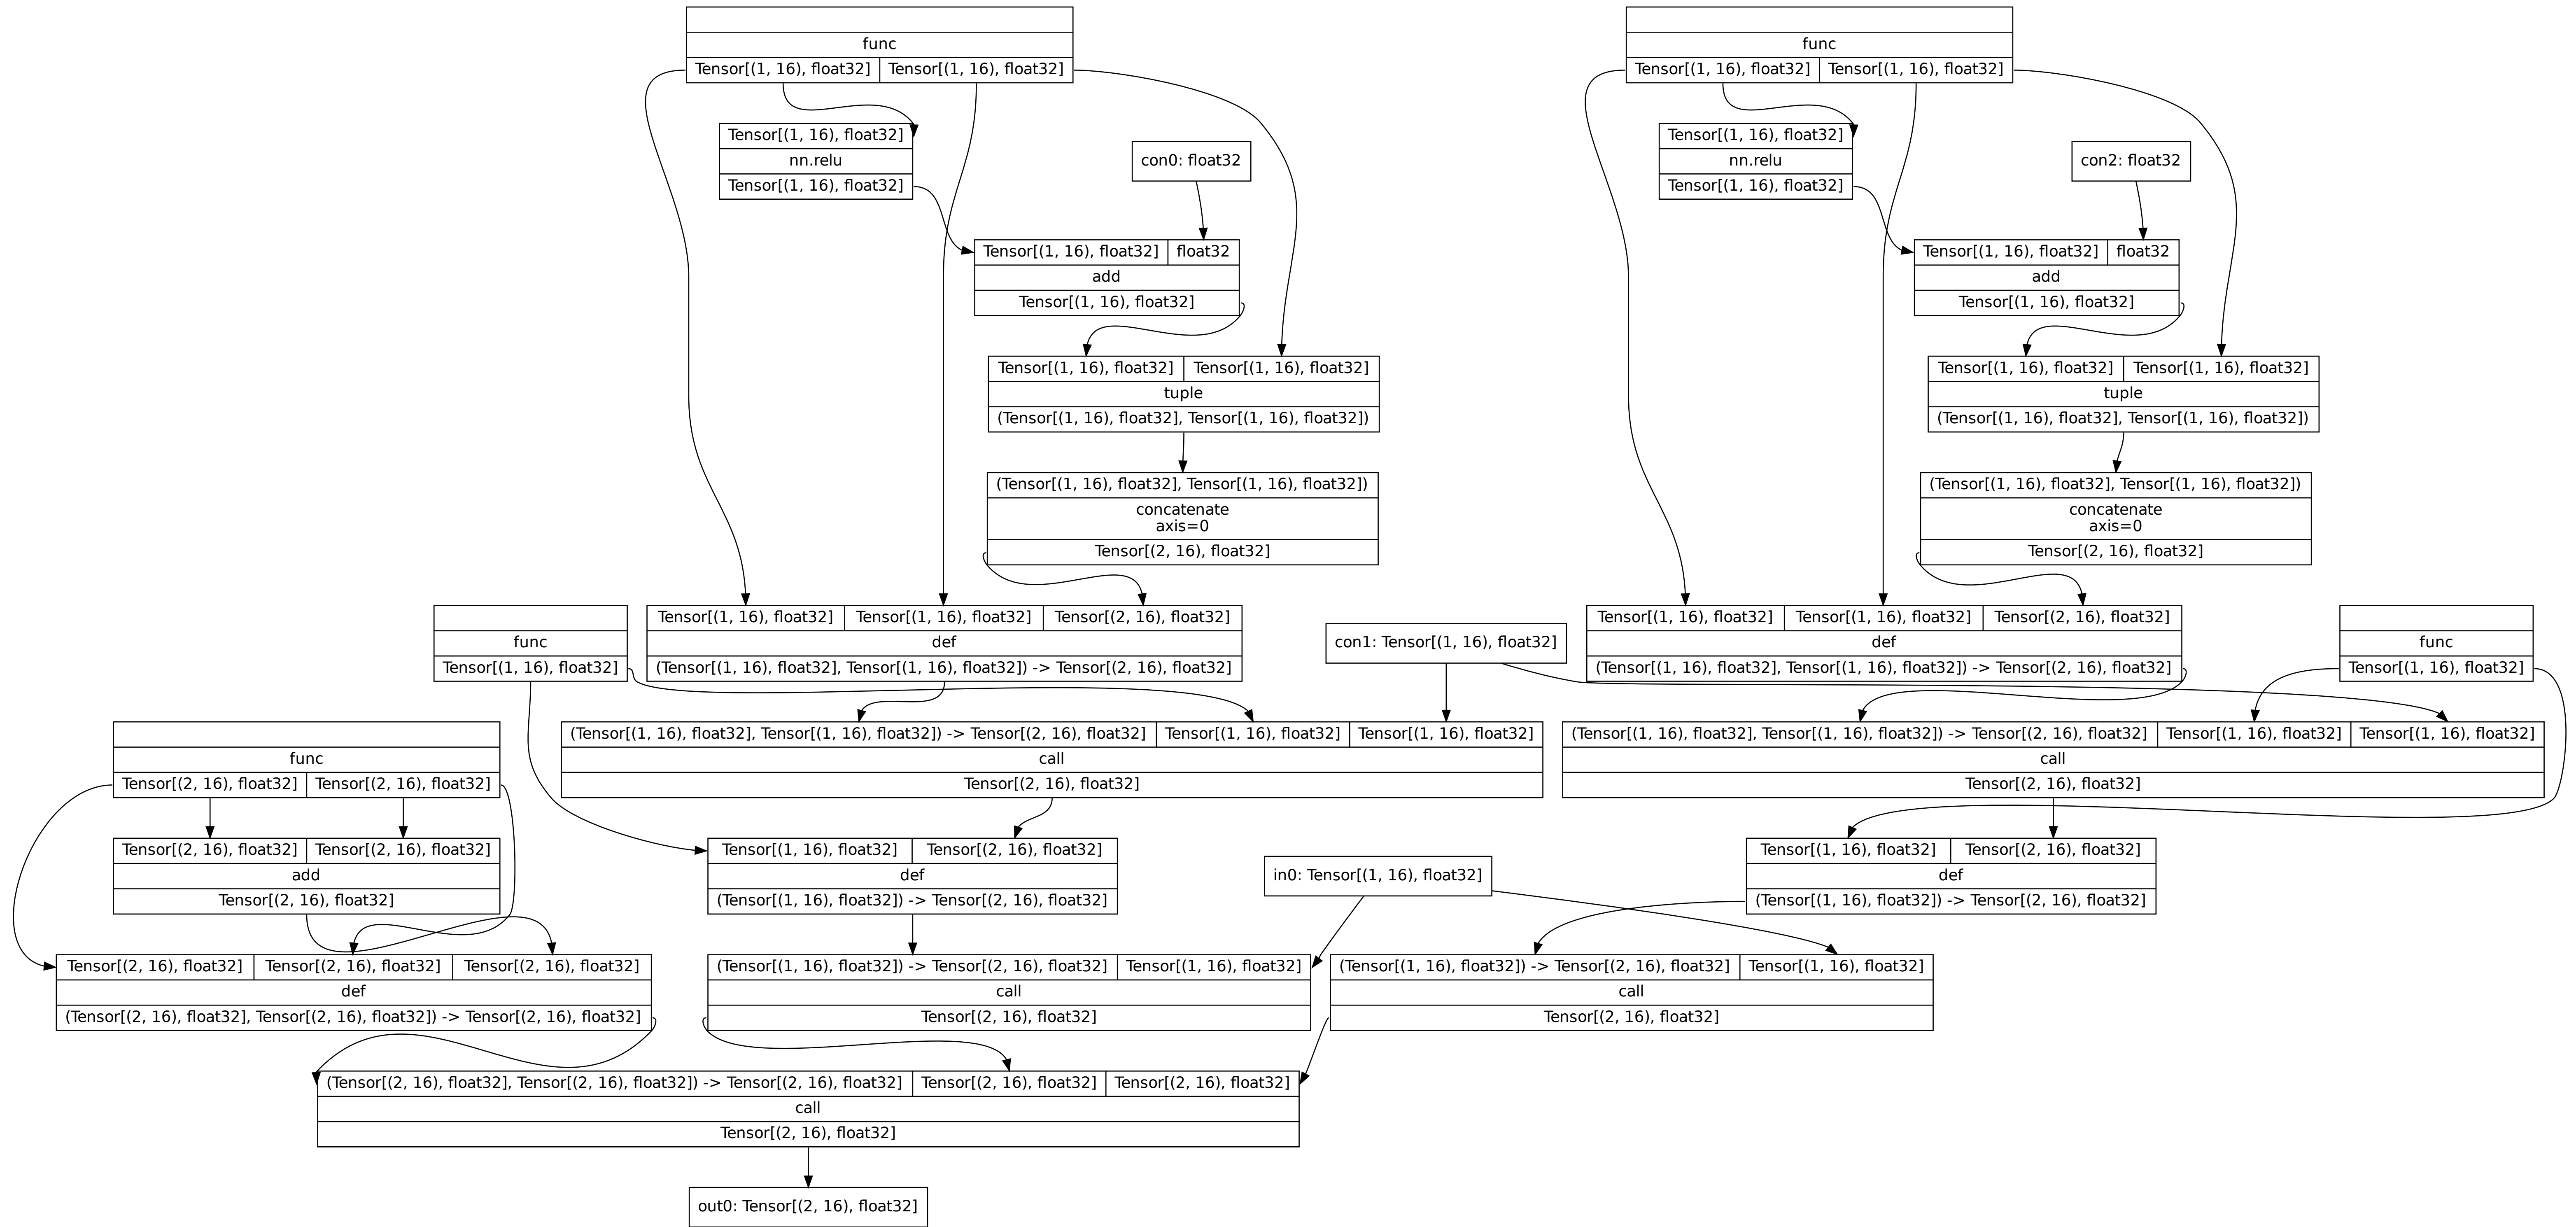 func
func
Tensor[(1, 16), float32] Tensor[(1, 16), float32]
Tensor[(1, 16), float32] Tensor[(1, 16), float32]
Tensor[(1, 16), float32]
nn.relu
Tensor[(1, 16), float32]
con0: float32
Tensor[(1, 16), float32]
nn.relu
Tensor[(1, 16), float32]
con2: float32
Tensor[(1, 16), float32] float32
add
Tensor[(1, 16), float32]
Tensor[(1, 16), float32] float32
add
Tensor[(1, 16), float32]
Tensor[(1, 16), float32] Tensor[(1, 16), float32]
tuple
(Tensor[(1, 16), float32], Tensor[(1, 16), float32])
Tensor[(1, 16), float32] Tensor[(1, 16), float32]
tuple
(Tensor[(1, 16), float32], Tensor[(1, 16), float32])
(Tensor[(1, 16), float32], Tensor[(1, 16), float32])
concatenate
axis=0
Tensor[(2, 16), float32]
(Tensor[(1, 16), float32], Tensor[(1, 16), float32])
concatenate
axis=0
Tensor[(2, 16), float32]
func
Tensor[(1, 16), float32]
Tensor[(1, 16), float32] Tensor[(1, 16), float32] Tensor[(2, 16), float32]
def
(Tensor[(1, 16), float32], Tensor[(1, 16), float32]) -> Tensor[(2, 16), float32]
con1: Tensor[(1, 16), float32]
Tensor[(1, 16), float32] Tensor[(1, 16), float32] Tensor[(2, 16), float32]
def
(Tensor[(1, 16), float32], Tensor[(1, 16), float32]) -> Tensor[(2, 16), float32]
func
Tensor[(1, 16), float32]
func
Tensor[(2, 16), float32] Tensor[(2, 16), float32]
(Tensor[(1, 16), float32], Tensor[(1, 16), float32]) -> Tensor[(2, 16), float32] Tensor[(1, 16), float32] Tensor[(1, 16), float32]
call
Tensor[(2, 16), float32]
(Tensor[(1, 16), float32], Tensor[(1, 16), float32]) -> Tensor[(2, 16), float32] Tensor[(1, 16), float32] Tensor[(1, 16), float32]
call
Tensor[(2, 16), float32]
Tensor[(2, 16), float32] Tensor[(2, 16), float32]
add
Tensor[(2, 16), float32]
Tensor[(1, 16), float32] Tensor[(2, 16), float32]
def
(Tensor[(1, 16), float32]) -> Tensor[(2, 16), float32]
in0: Tensor[(1, 16), float32]
Tensor[(1, 16), float32] Tensor[(2, 16), float32]
def
(Tensor[(1, 16), float32]) -> Tensor[(2, 16), float32]
Tensor[(2, 16), float32] Tensor[(2, 16), float32] Tensor[(2, 16), float32]
def
(Tensor[(2, 16), float32], Tensor[(2, 16), float32]) -> Tensor[(2, 16), float32]
(Tensor[(1, 16), float32]) -> Tensor[(2, 16), float32] Tensor[(1, 16), float32]
call
Tensor[(2, 16), float32]
(Tensor[(1, 16), float32]) -> Tensor[(2, 16), float32] Tensor[(1, 16), float32]
call
Tensor[(2, 16), float32]
(Tensor[(2, 16), float32], Tensor[(2, 16), float32]) -> Tensor[(2, 16), float32] Tensor[(2, 16), float32] Tensor[(2, 16), float32]
call
Tensor[(2, 16), float32]
out0: Tensor[(2, 16), float32]